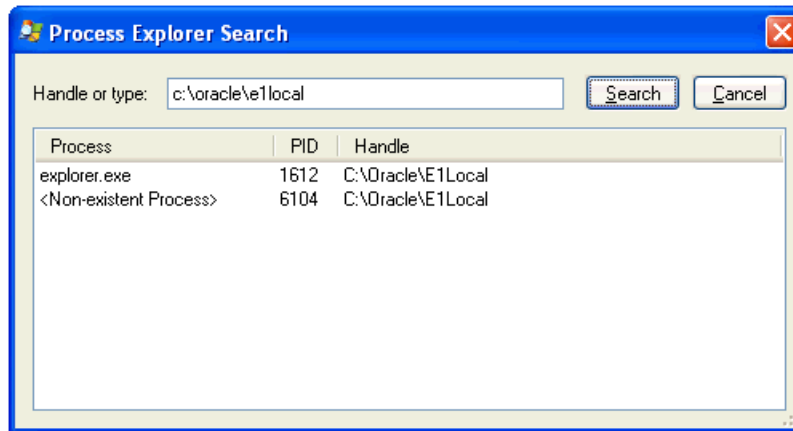 Process Explorer Search
Handle or type: c:\oracle\e1local Search Cancel
Process PID Handle
explorer.exe 1612 C:\Oracle\E1Local
<Non-existent Process> 6104 C:\Oracle\E1Local